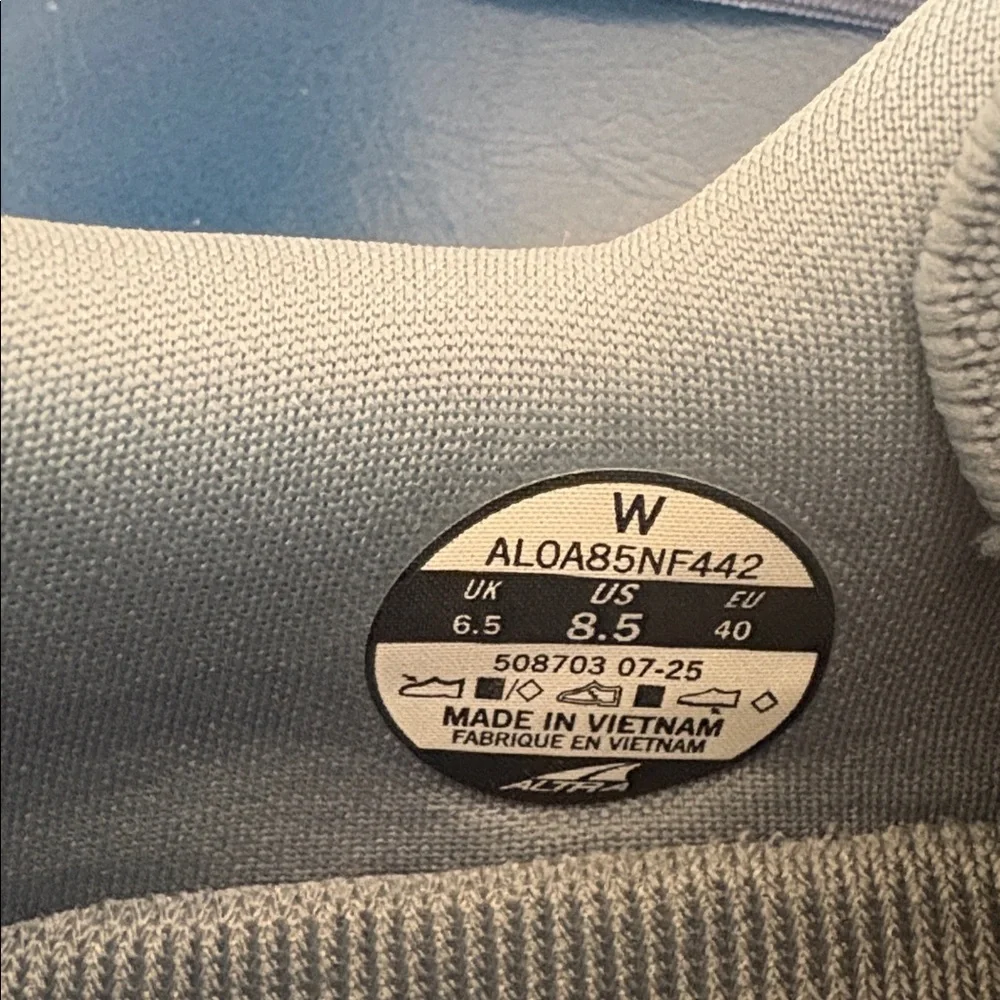 W
AL0A85NF442
UK US EU
6.5 8.5 40
508703 07-25
MADE IN VIETNAM
FABRIQUE EN VIETNAM
ALTRA